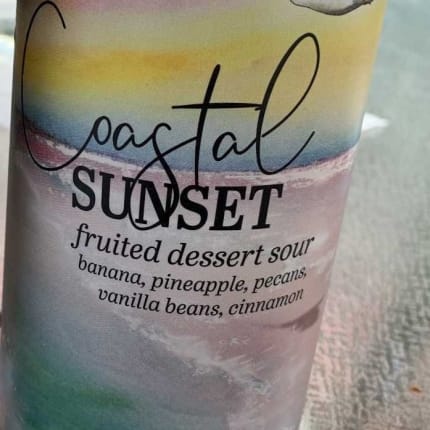 Coastal
SUNSET
fruited dessert sour
banana, pineapple, pecans,
vanilla beans, cinnamon